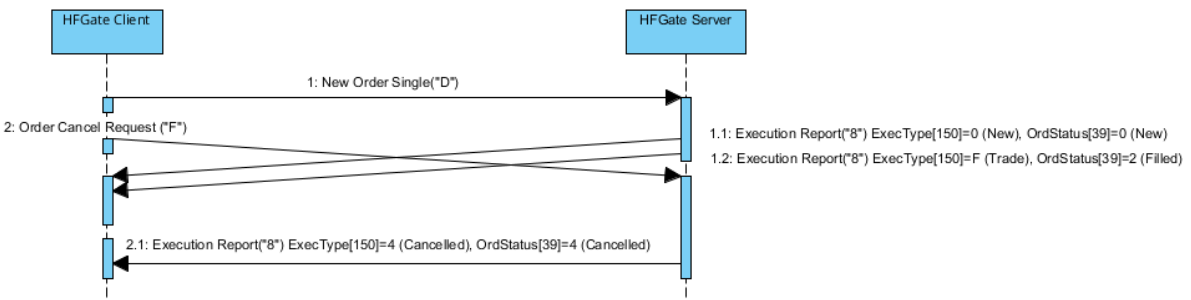 HFGate Client
HFGate Server
1: New Order Single("D")
2: Order Cancel Request ("F")
1.1: Execution Report("8") ExecType[150]=0 (New), OrdStatus[39]=0 (New)
1.2: Execution Report("8") ExecType[150]=F (Trade), OrdStatus[39]=2 (Filled)
2.1: Execution Report("8") ExecType[150]=4 (Cancelled), OrdStatus[39]=4 (Cancelled)